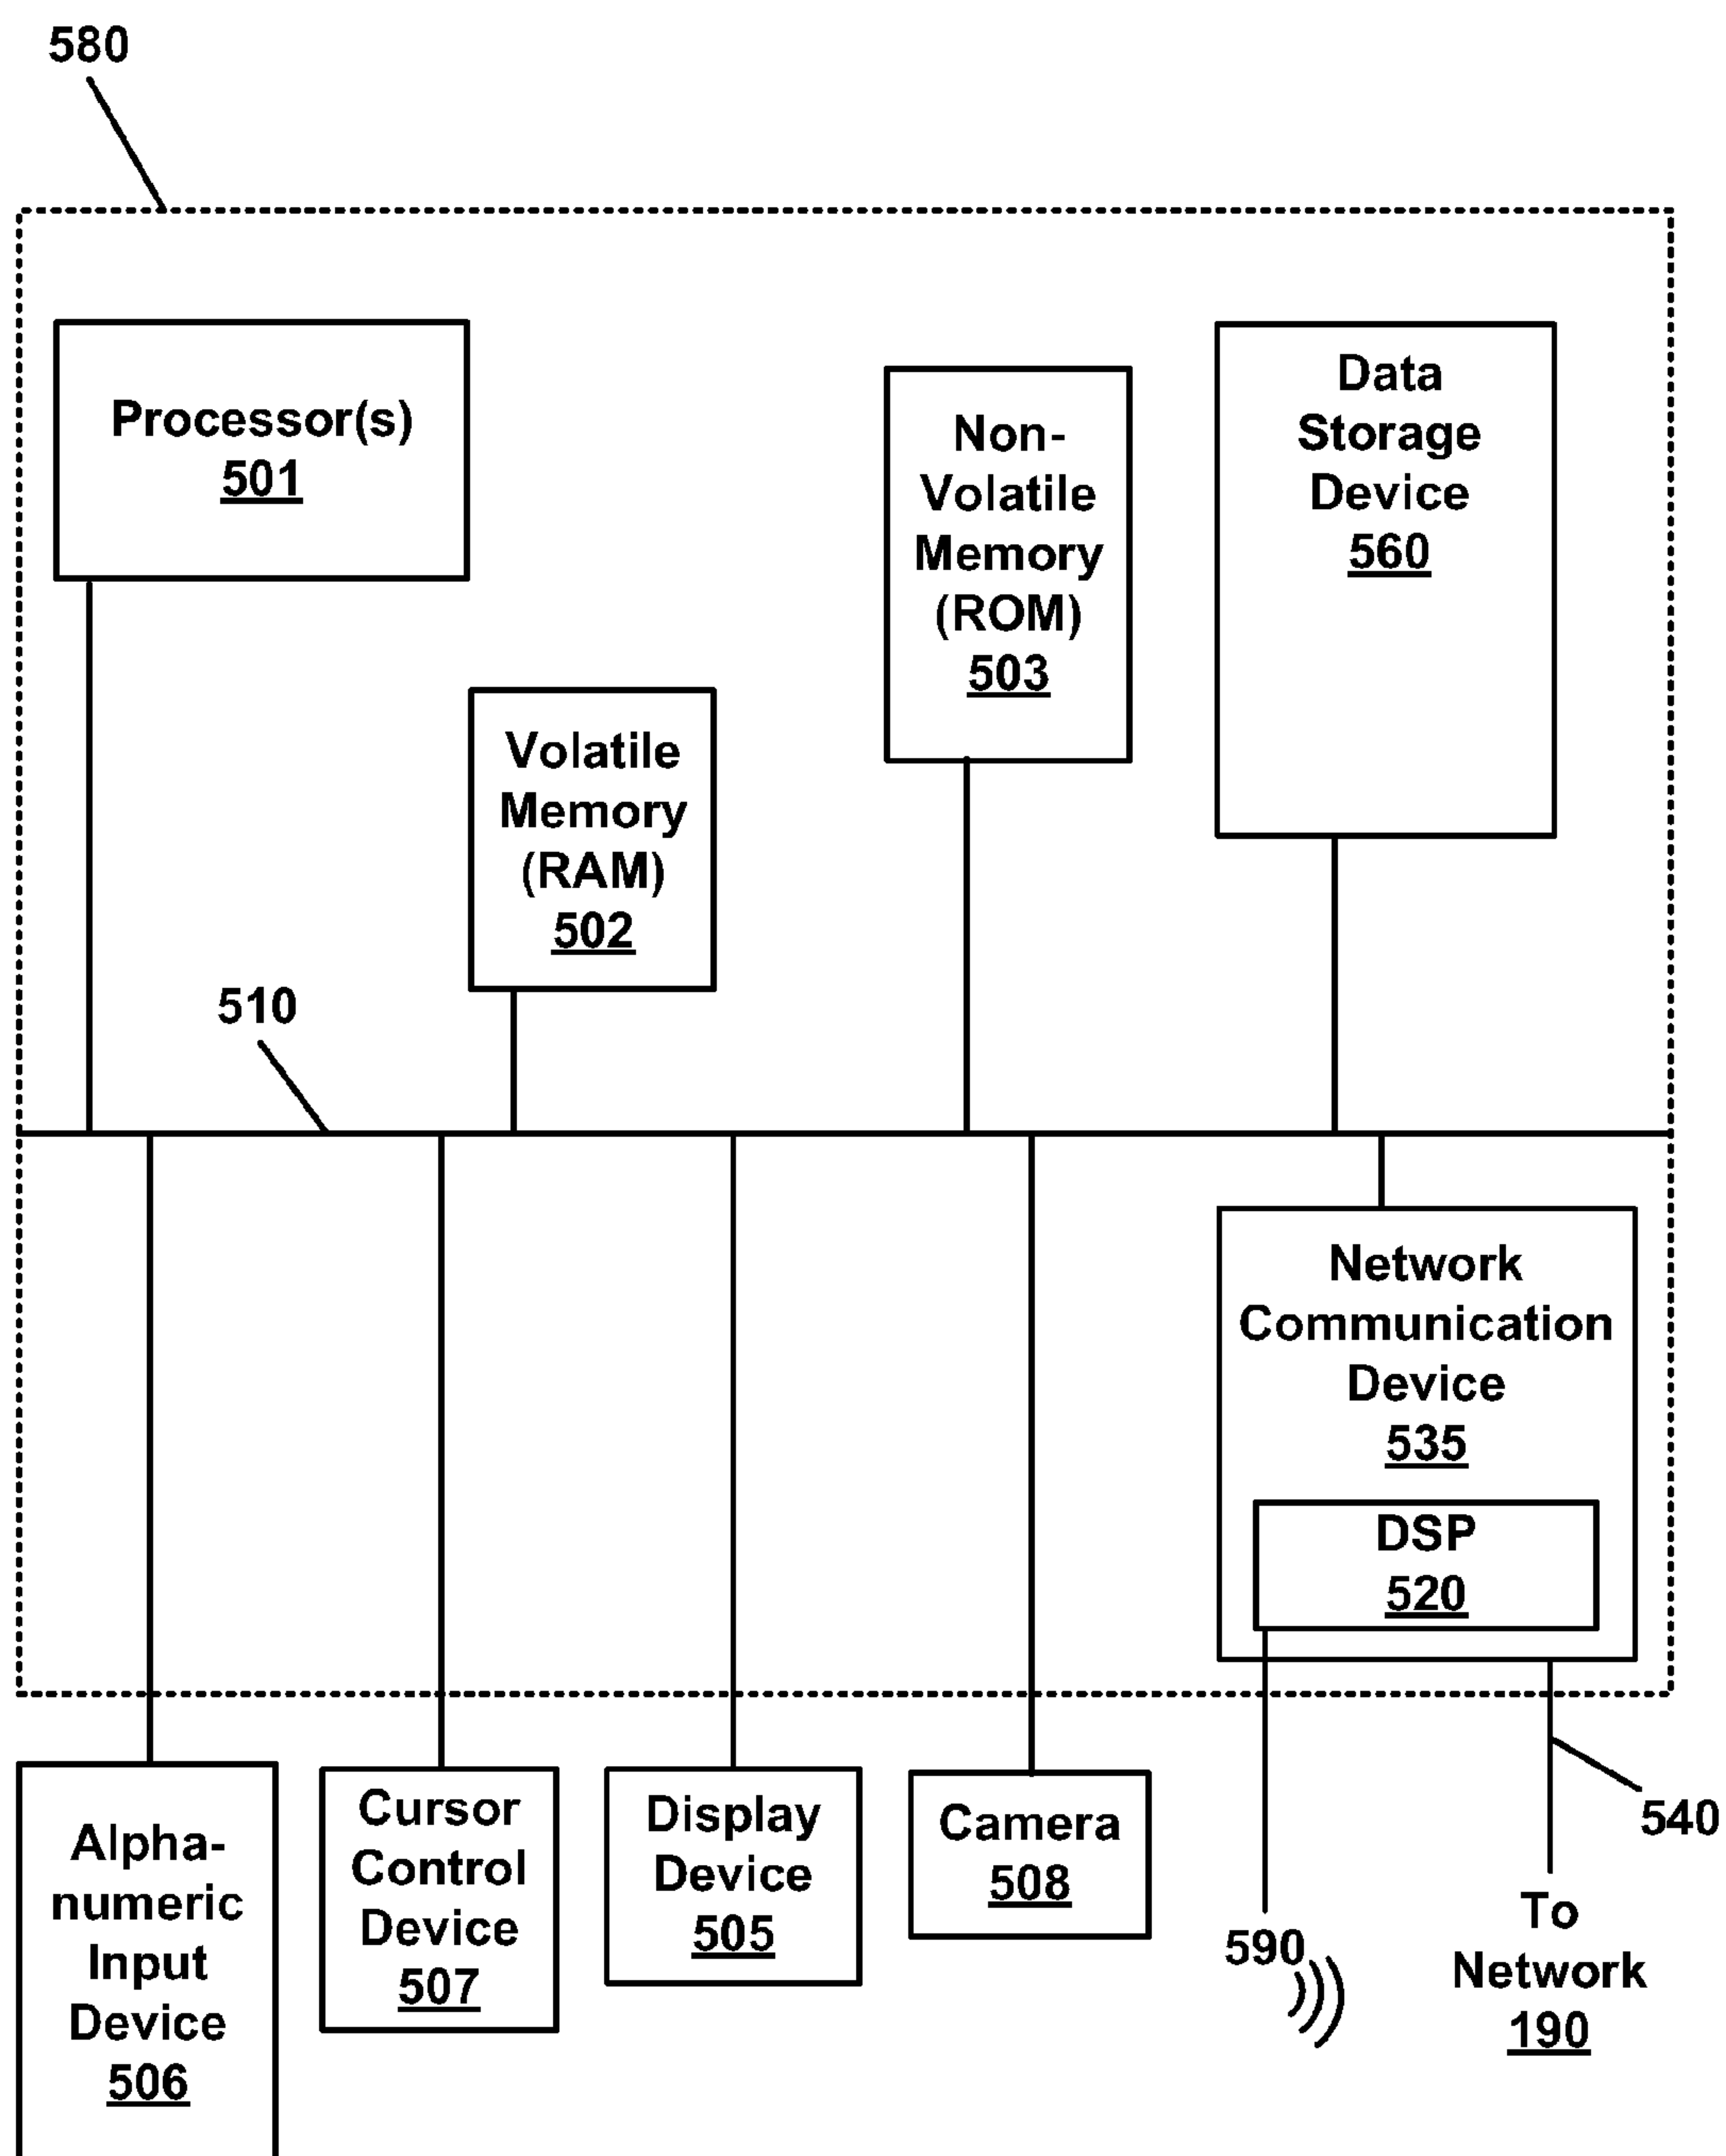 580
Processor(s)
501
Non-
Volatile
Memory
(ROM)
503
Data
Storage
Device
560
Volatile
Memory
(RAM)
502
510
Network
Communication
Device
535
DSP
520
Alpha-
numeric
Input
Device
506
Cursor
Control
Device
507
Display
Device
505
Camera
508
590
540
To
Network
190